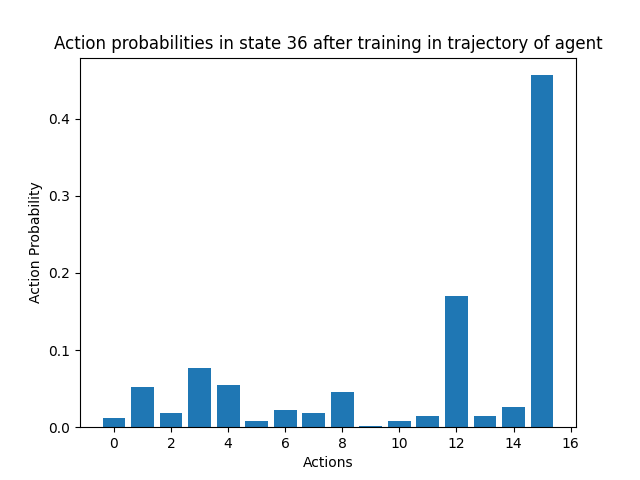 Action probabilities in state 36 after training in trajectory of agent
0.4
0.3
0.2
0.1
0.0
Action Probability
0 2 4 6 8 10 12 14 16
Actions